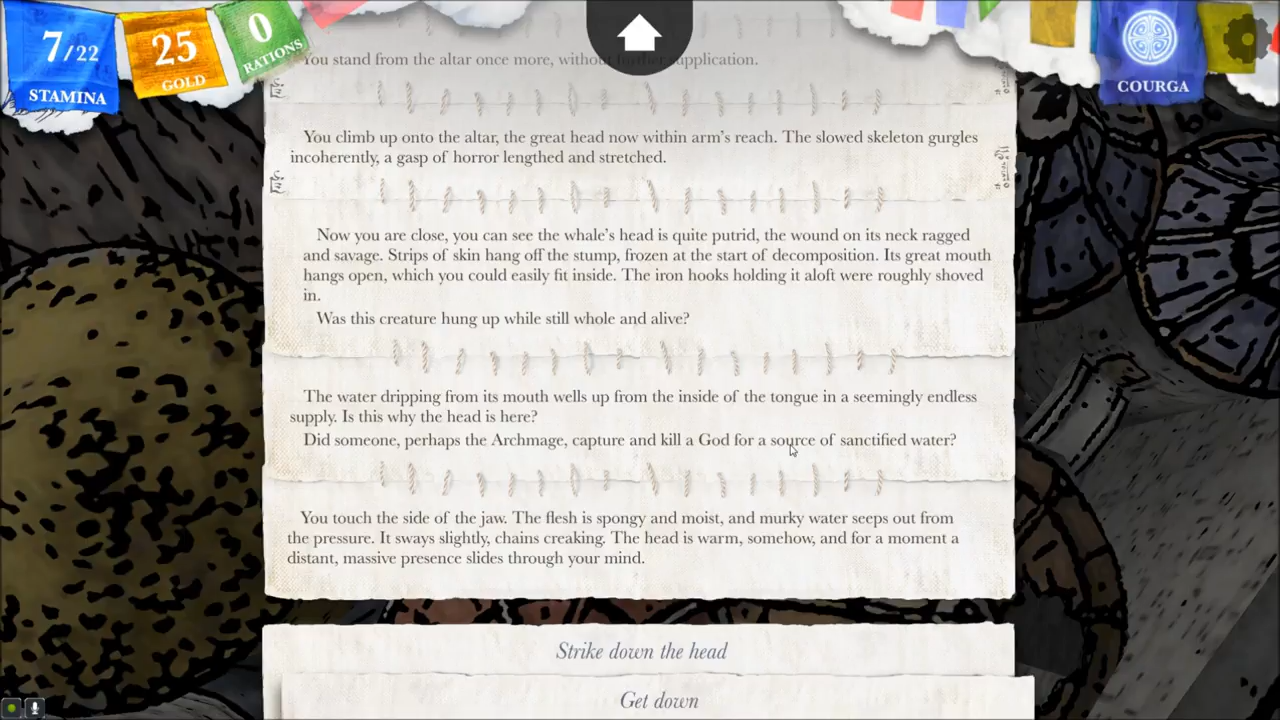 7/22
STAMINA
25
GOLD
0
RATIONS
COURGA
You stand from the altar once more, without further supplication.
You climb up onto the altar, the great head now within arm's reach. The slowed skeleton gurgles
incoherently, a gasp of horror lengthed and stretched.
Now you are close, you can see the whale's head is quite putrid, the wound on its neck ragged
and savage. Strips of skin hang off the stump, frozen at the start of decomposition. Its great mouth
hangs open, which you could easily fit inside. The iron hooks holding it aloft were roughly shoved
in.
Was this creature hung up while still whole and alive?
The water dripping from its mouth wells up from the inside of the tongue in a seemingly endless
supply. Is this why the head is here?
Did someone, perhaps the Archmage, capture and kill a God for a source of sanctified water?
You touch the side of the jaw. The flesh is spongy and moist, and murky water seeps out from
the pressure. It sways slightly, chains creaking. The head is warm, somehow, and for a moment a
distant, massive presence slides through your mind.
Strike down the head
Get down